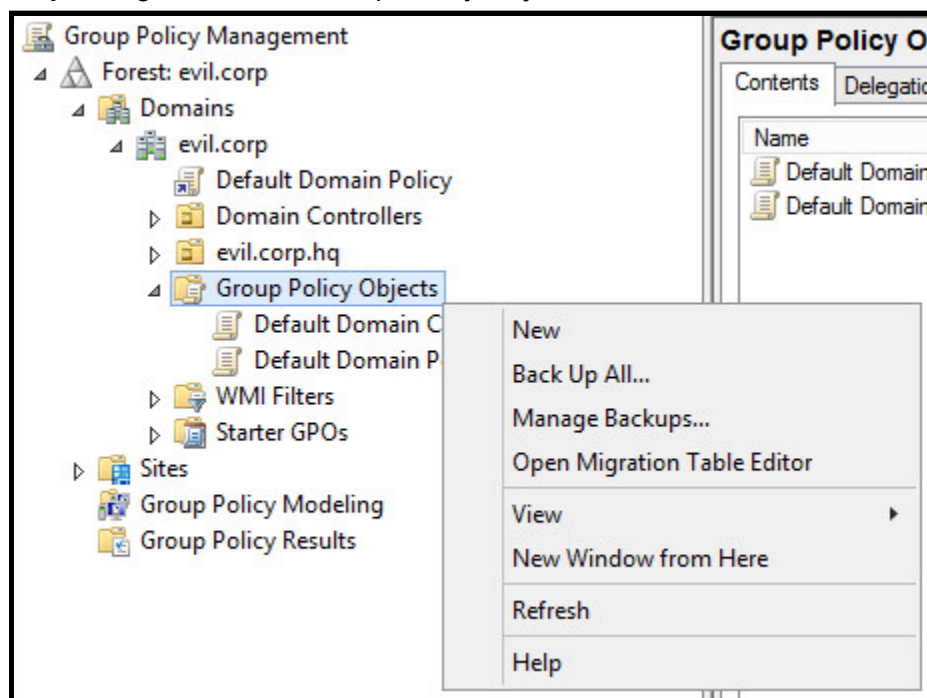 Group Policy Management
Forest: evil.corp
Domains
evil.corp
Default Domain Policy
Domain Controllers
evil.corp.hq
Group Policy Objects
Default Domain C
Default Domain P
WMI Filters
Starter GPOs
Sites
Group Policy Modeling
Group Policy Results
Group Policy O
Contents Delegatio
Name
Default Domain
Default Domain
New
Back Up All...
Manage Backups...
Open Migration Table Editor
View
New Window from Here
Refresh
Help